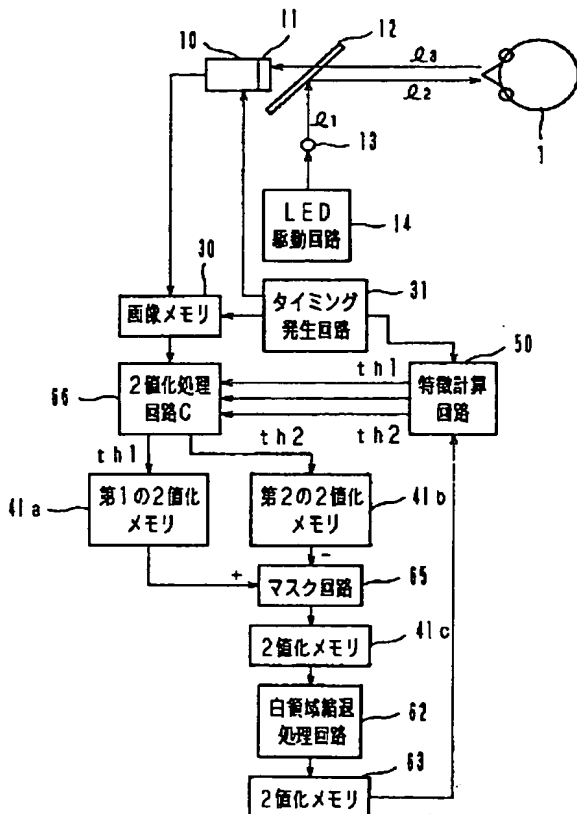 10
11
12
ℓ3
ℓ2
ℓ1
13
1
LED
駆動回路
14
30
画像メモリ
タイミング
発生回路
31
50
66
2値化処理
回路C
th1
th2
特徴計算
回路
th1
th2
41a
第1の2値化
メモリ
第2の2値化
メモリ
41b
+
-
マスク回路
65
41c
2値化メモリ
白領域縮退
処理回路
62
63
2値化メモリ